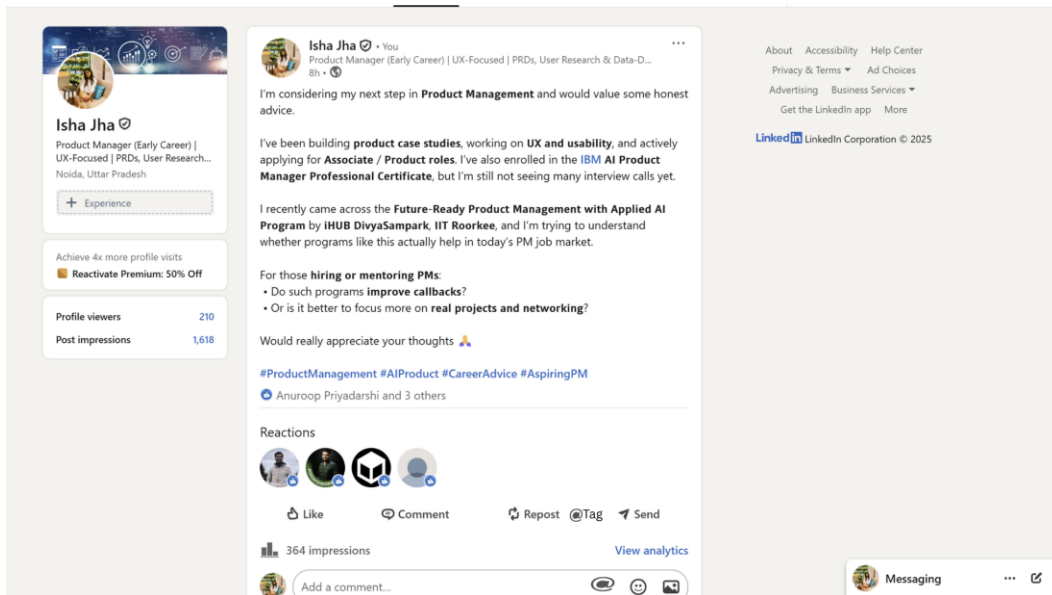 Isha Jha
Product Manager (Early Career) |
UX-Focused | PRDs, User Research...
Noida, Uttar Pradesh
+ Experience
Achieve 4x more profile visits
Reactivate Premium: 50% Off
Profile viewers 210
Post impressions 1,618
Isha Jha • You
Product Manager (Early Career) | UX-Focused | PRDs, User Research & Data-D...
8h •
I'm considering my next step in Product Management and would value some honest
advice.
I've been building product case studies, working on UX and usability, and actively
applying for Associate / Product roles. I've also enrolled in the IBM AI Product
Manager Professional Certificate, but I'm still not seeing many interview calls yet.
I recently came across the Future-Ready Product Management with Applied AI
Program by iHUB DivyaSampark, IIT Roorkee, and I'm trying to understand
whether programs like this actually help in today's PM job market.
For those hiring or mentoring PMs:
• Do such programs improve callbacks?
• Or is it better to focus more on real projects and networking?
Would really appreciate your thoughts 🙏
#ProductManagement #AIProduct #CareerAdvice #AspiringPM
Anuroop Priyadarshi and 3 others
Reactions
Like Comment Repost @Tag Send
364 impressions View analytics
Add a comment...
About Accessibility Help Center
Privacy & Terms Ad Choices
Advertising Business Services
Get the LinkedIn app More
LinkedIn LinkedIn Corporation © 2025
Messaging